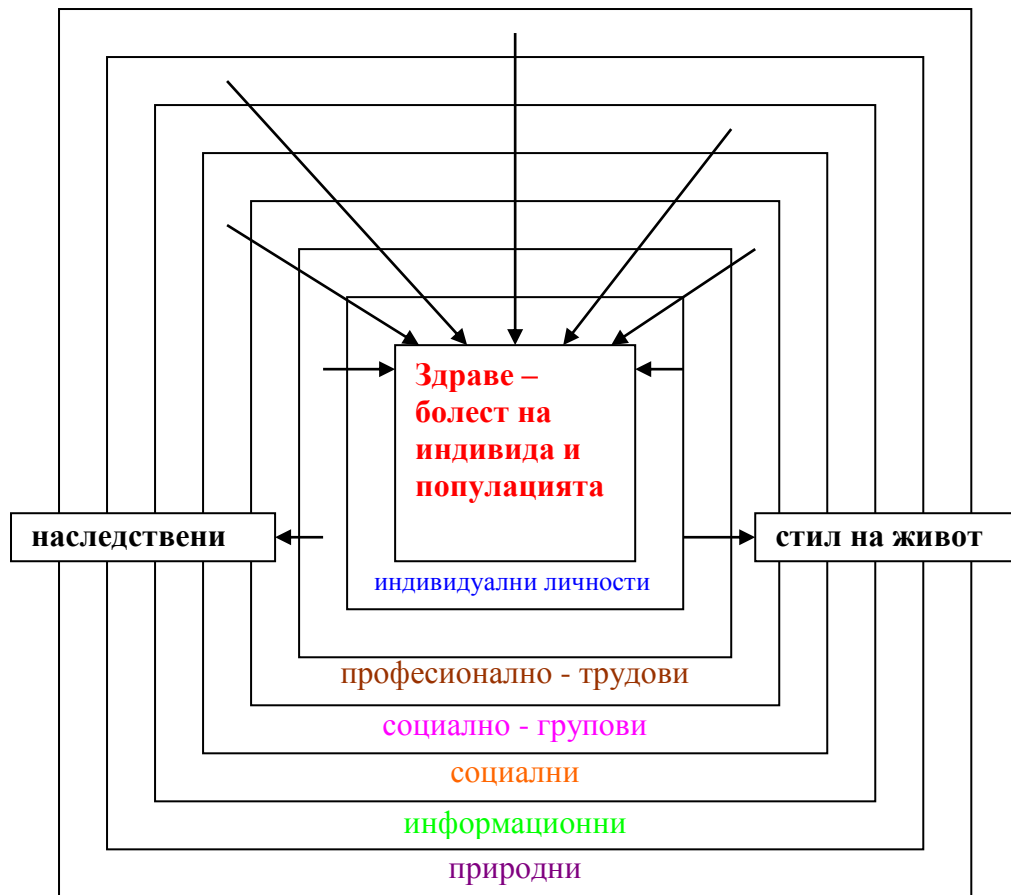 Здраве –
болест на
индивида и
популацията
наследствени
стил на живот
индивидуални личности
професионално - трудови
социално - групови
социални
информационни
природни